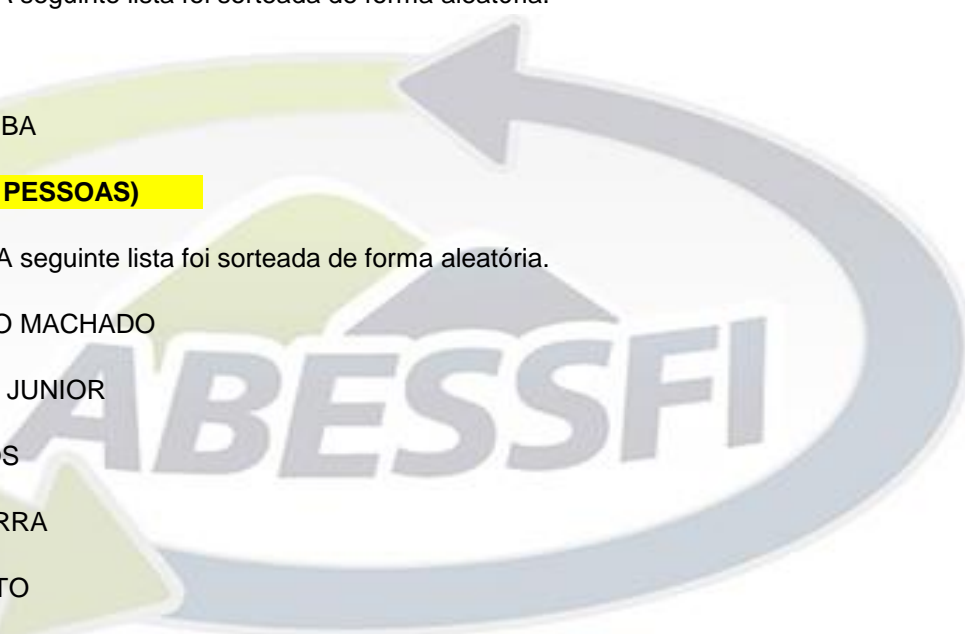 A seguinte lista foi sorteada de forma aleatória.
BA
PESSOAS)
A seguinte lista foi sorteada de forma aleatória.
O MACHADO
JUNIOR
OS
RRA
TO
ABESSFI